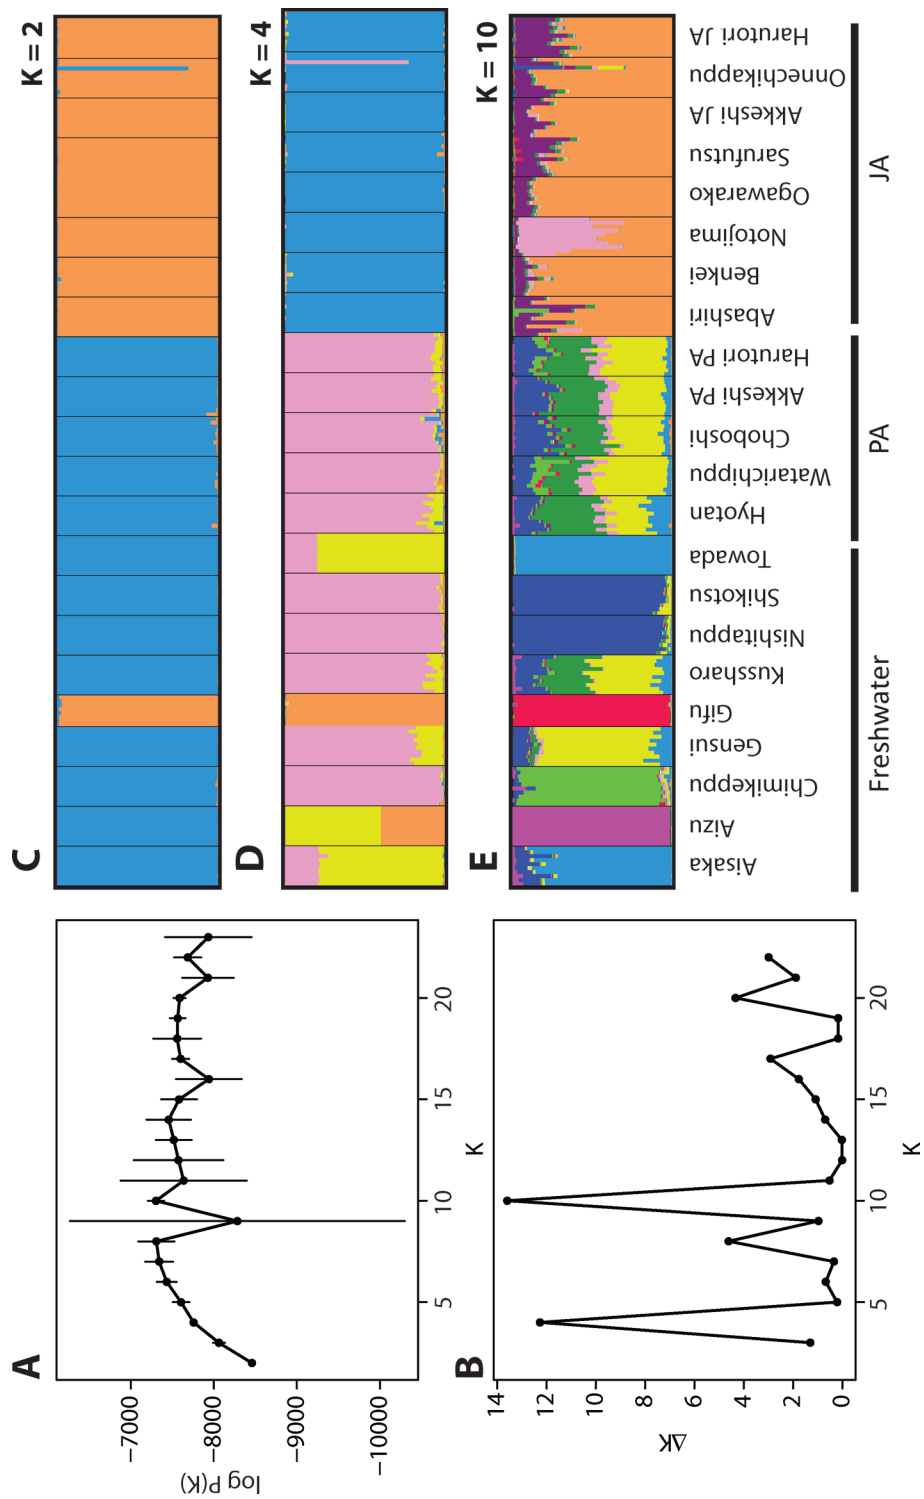 A
log P(K)
−7000
−8000
−9000
−10000
5
10
15
20
K
B
ΔK
14
12
10
8
6
4
2
0
5
10
15
20
K
C
K = 2
D
K = 4
E
K = 10
Aisaka
Aizu
Chimikeppu
Gensui
Gifu
Kussharo
Nishitappu
Shikotsu
Towada
Hyotan
Watarichippu
Choboshi
Akkeshi PA
Harutori PA
Abashiri
Benkei
Notojima
Ogawarako
Sarufutsu
Akkeshi JA
Onnechikappu
Harutori JA
Freshwater
PA
JA